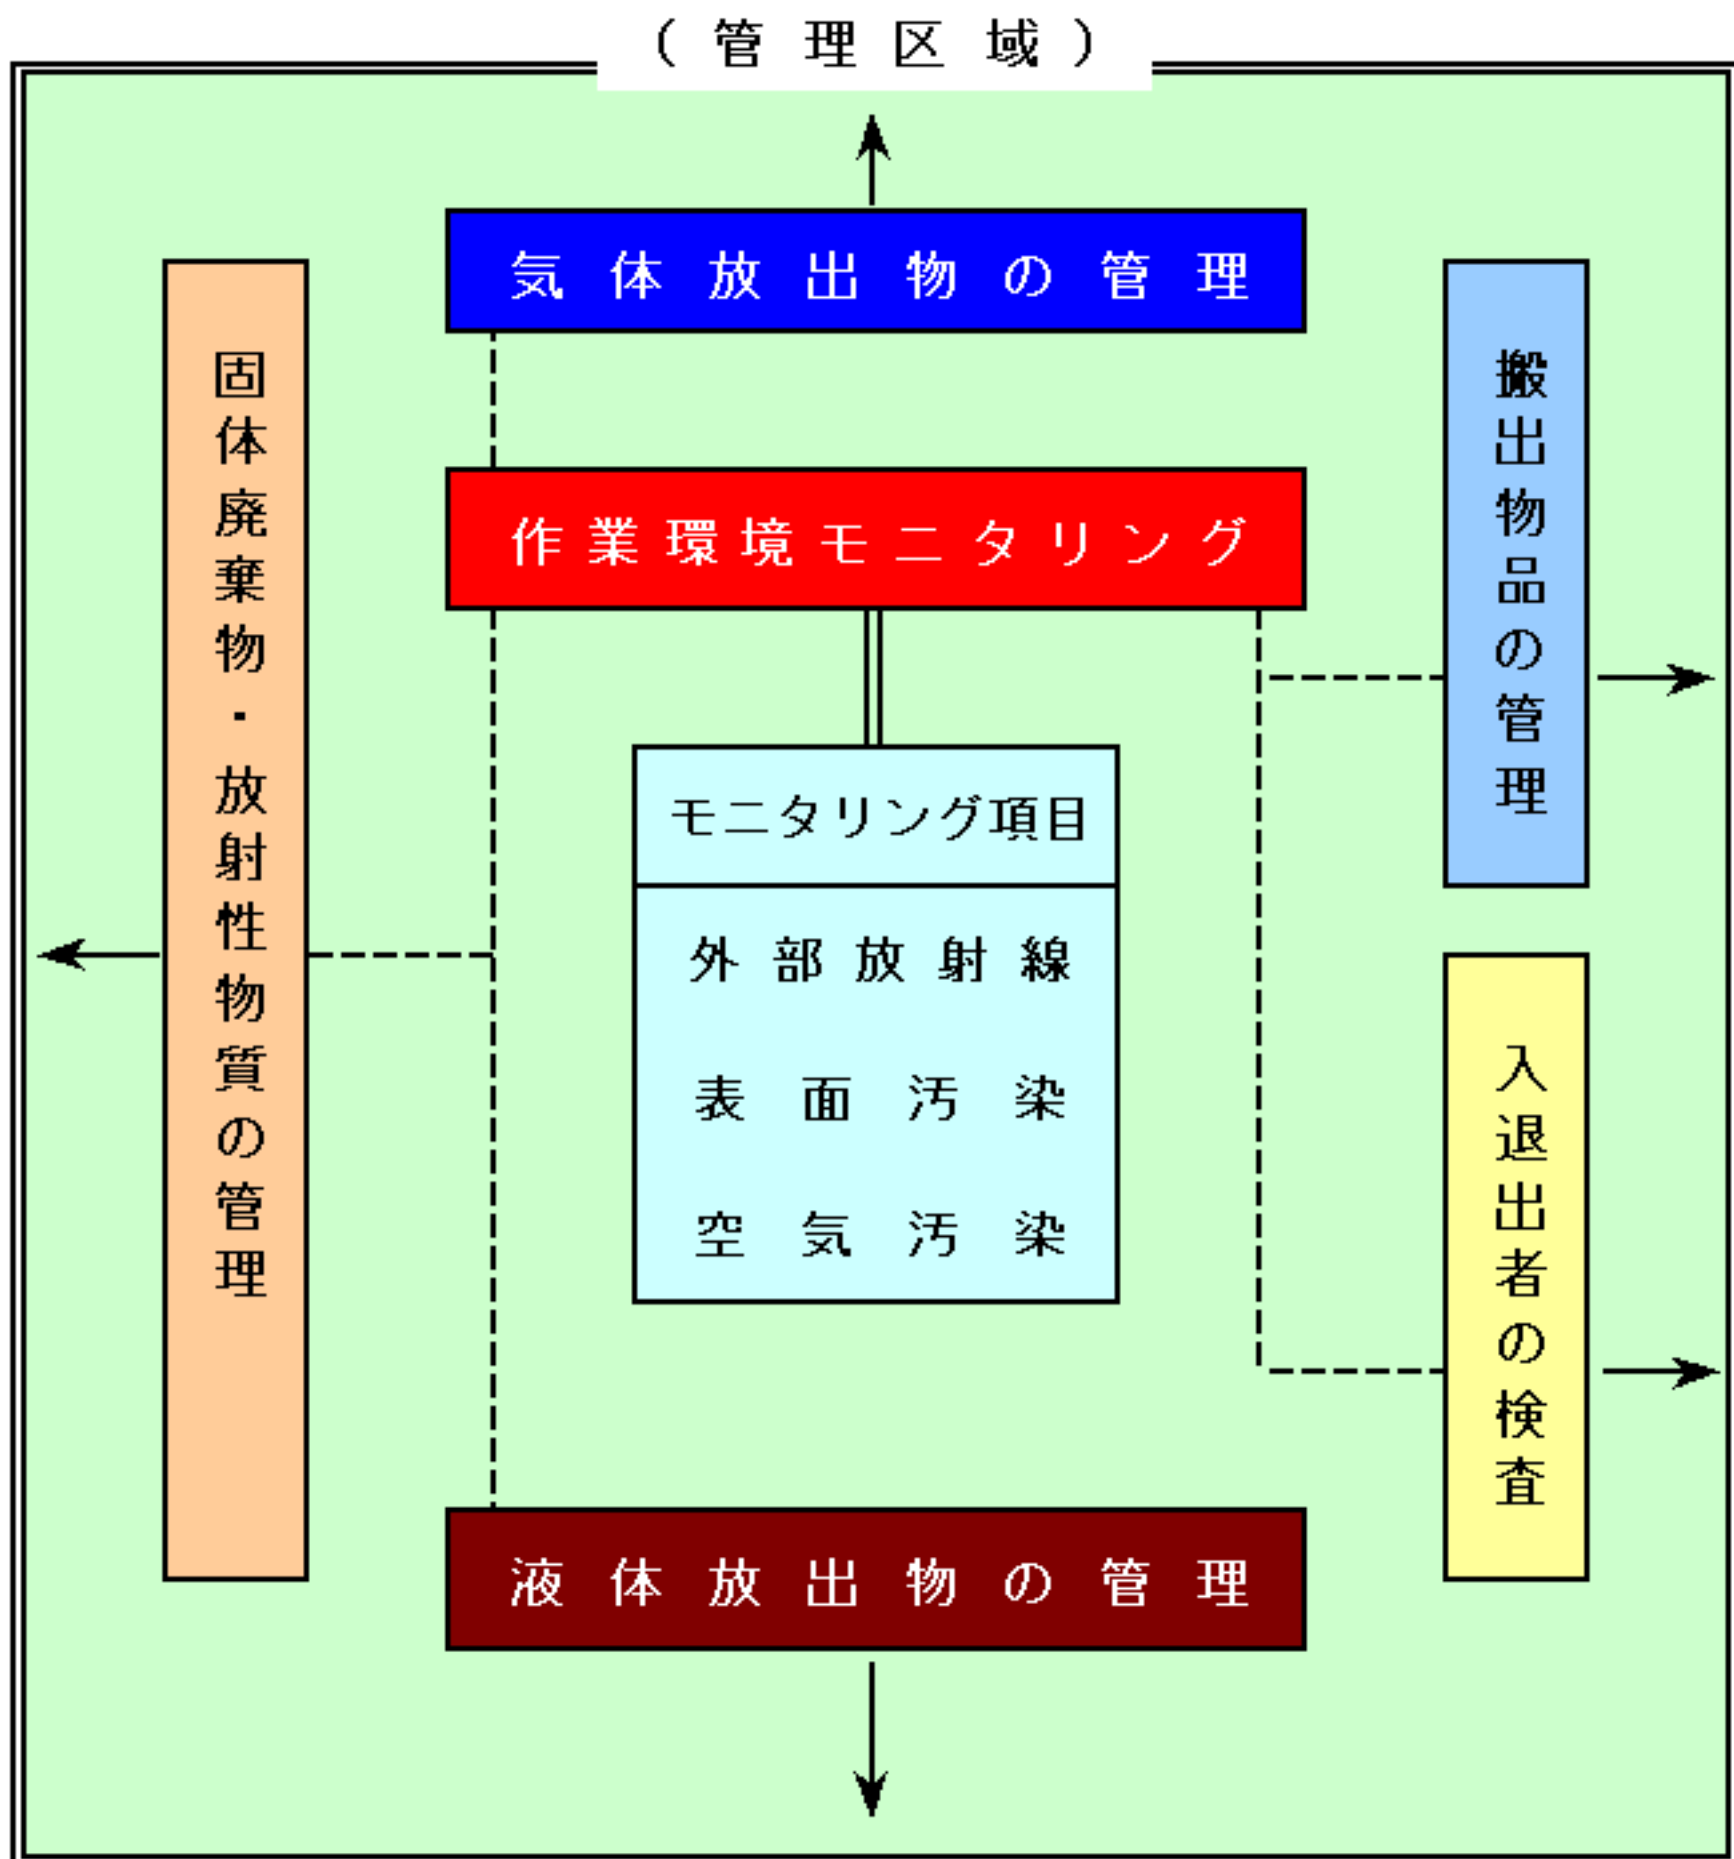 (管理区域)
気体放出物の管理
固体廃棄物・放射性物質の管理
作業環境モニタリング
搬出物品の管理
モニタリング項目
外部放射線
表面汚染
空気汚染
入退出者の検査
液体放出物の管理